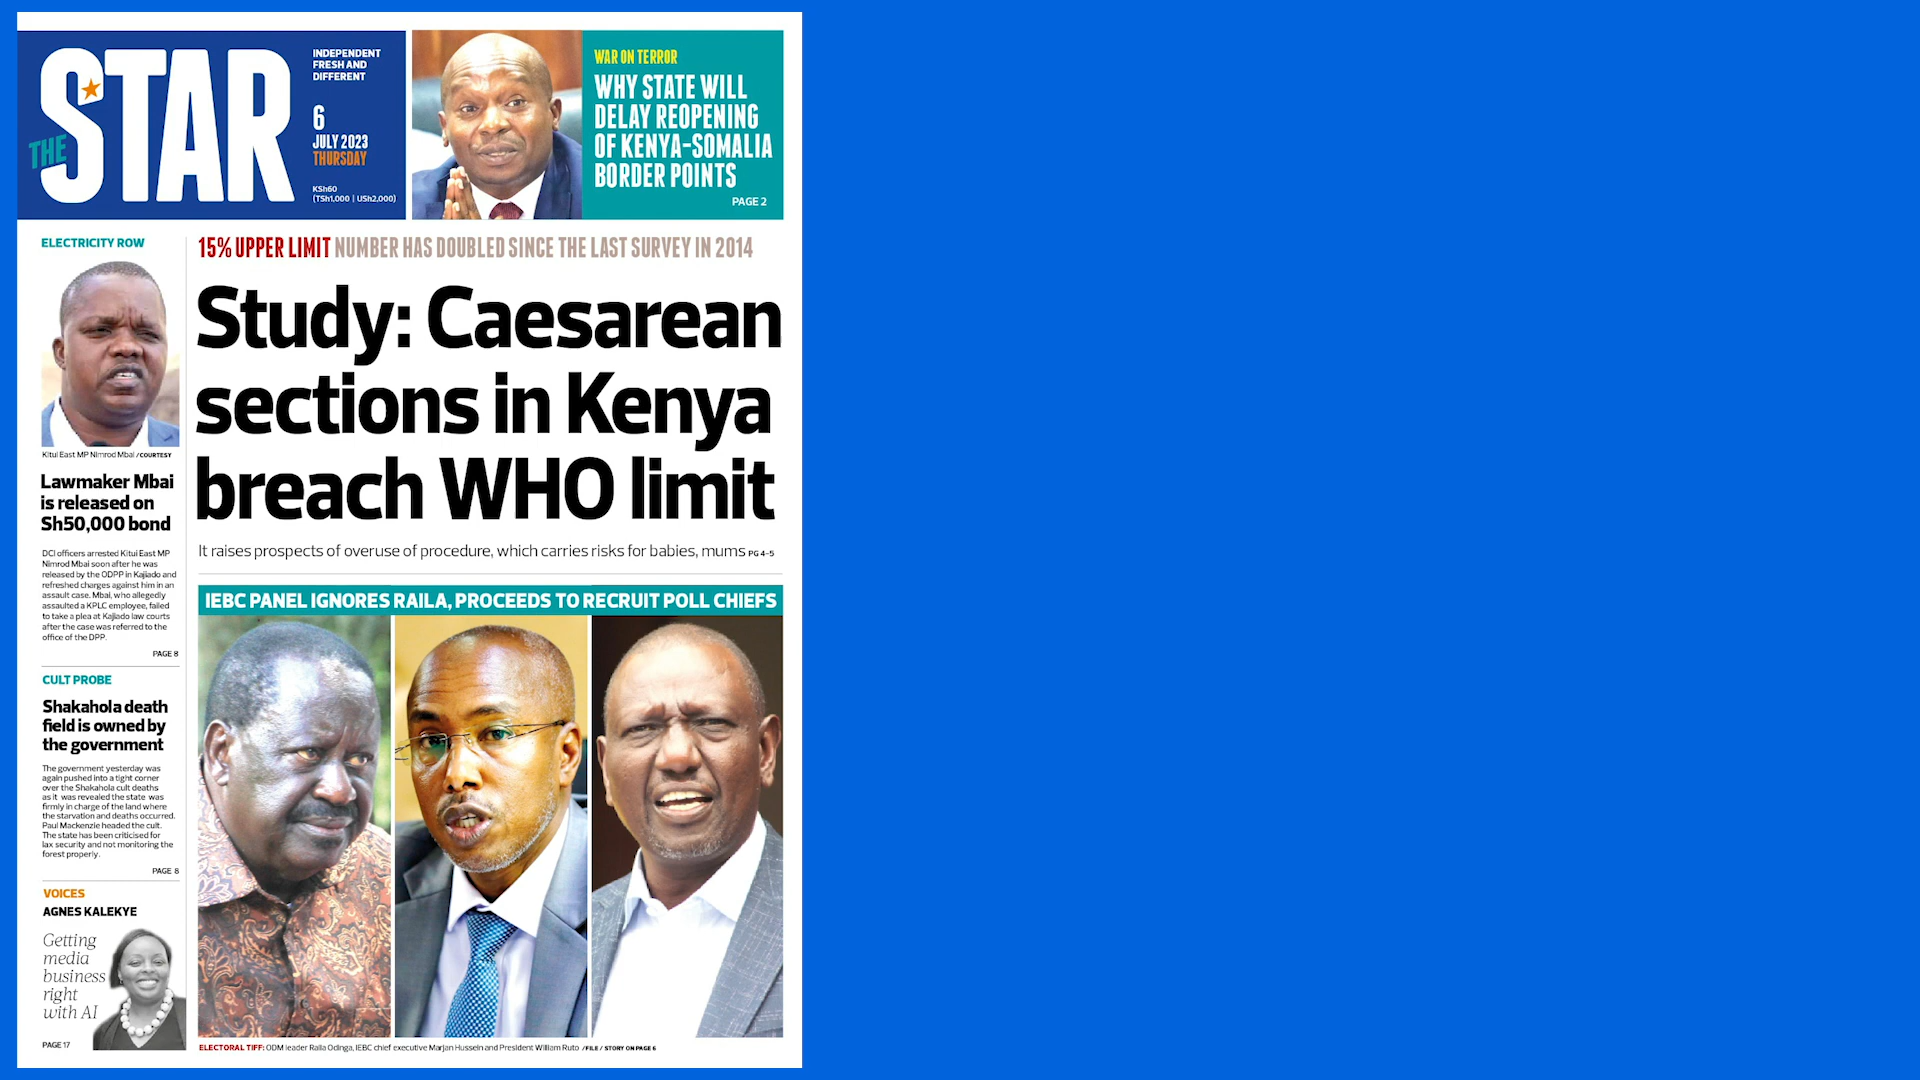 THE STAR
INDEPENDENT
FRESH AND
DIFFERENT
6
JULY 2023
THURSDAY
KSh60
(TSh1,000 | USh2,000)
WAR ON TERROR
WHY STATE WILL
DELAY REOPENING
OF KENYA-SOMALIA
BORDER POINTS
PAGE 2
ELECTRICITY ROW
Kitui East MP Nimrod Mbai /COURTESY
Lawmaker Mbai
is released on
Sh50,000 bond
DCI officers arrested Kitui East MP
Nimrod Mbai soon after he was
released by the ODPP in Kajiado and
refreshed charges against him in an
assault case. Mbai, who allegedly
assaulted a KPLC employee, failed
to take a plea at Kajiado law courts
after the case was referred to the
office of the DPP.
PAGE 8
CULT PROBE
Shakahola death
field is owned by
the government
The government yesterday was
again pushed into a tight corner
over the Shakahola cult deaths
as it was revealed the state was
firmly in charge of the land where
the starvation and deaths occurred.
Paul Mackenzie headed the cult.
The state has been criticised for
lax security and not monitoring the
forest properly.
PAGE 8
VOICES
AGNES KALEKYE
Getting
media
business
right
with AI
PAGE 17
15% UPPER LIMIT NUMBER HAS DOUBLED SINCE THE LAST SURVEY IN 2014
Study: Caesarean
sections in Kenya
breach WHO limit
It raises prospects of overuse of procedure, which carries risks for babies, mums PG 4-5
IEBC PANEL IGNORES RAILA, PROCEEDS TO RECRUIT POLL CHIEFS
ELECTORAL TIFF: ODM leader Raila Odinga, IEBC chief executive Marjan Hussein and President William Ruto /FILE / STORY ON PAGE 6